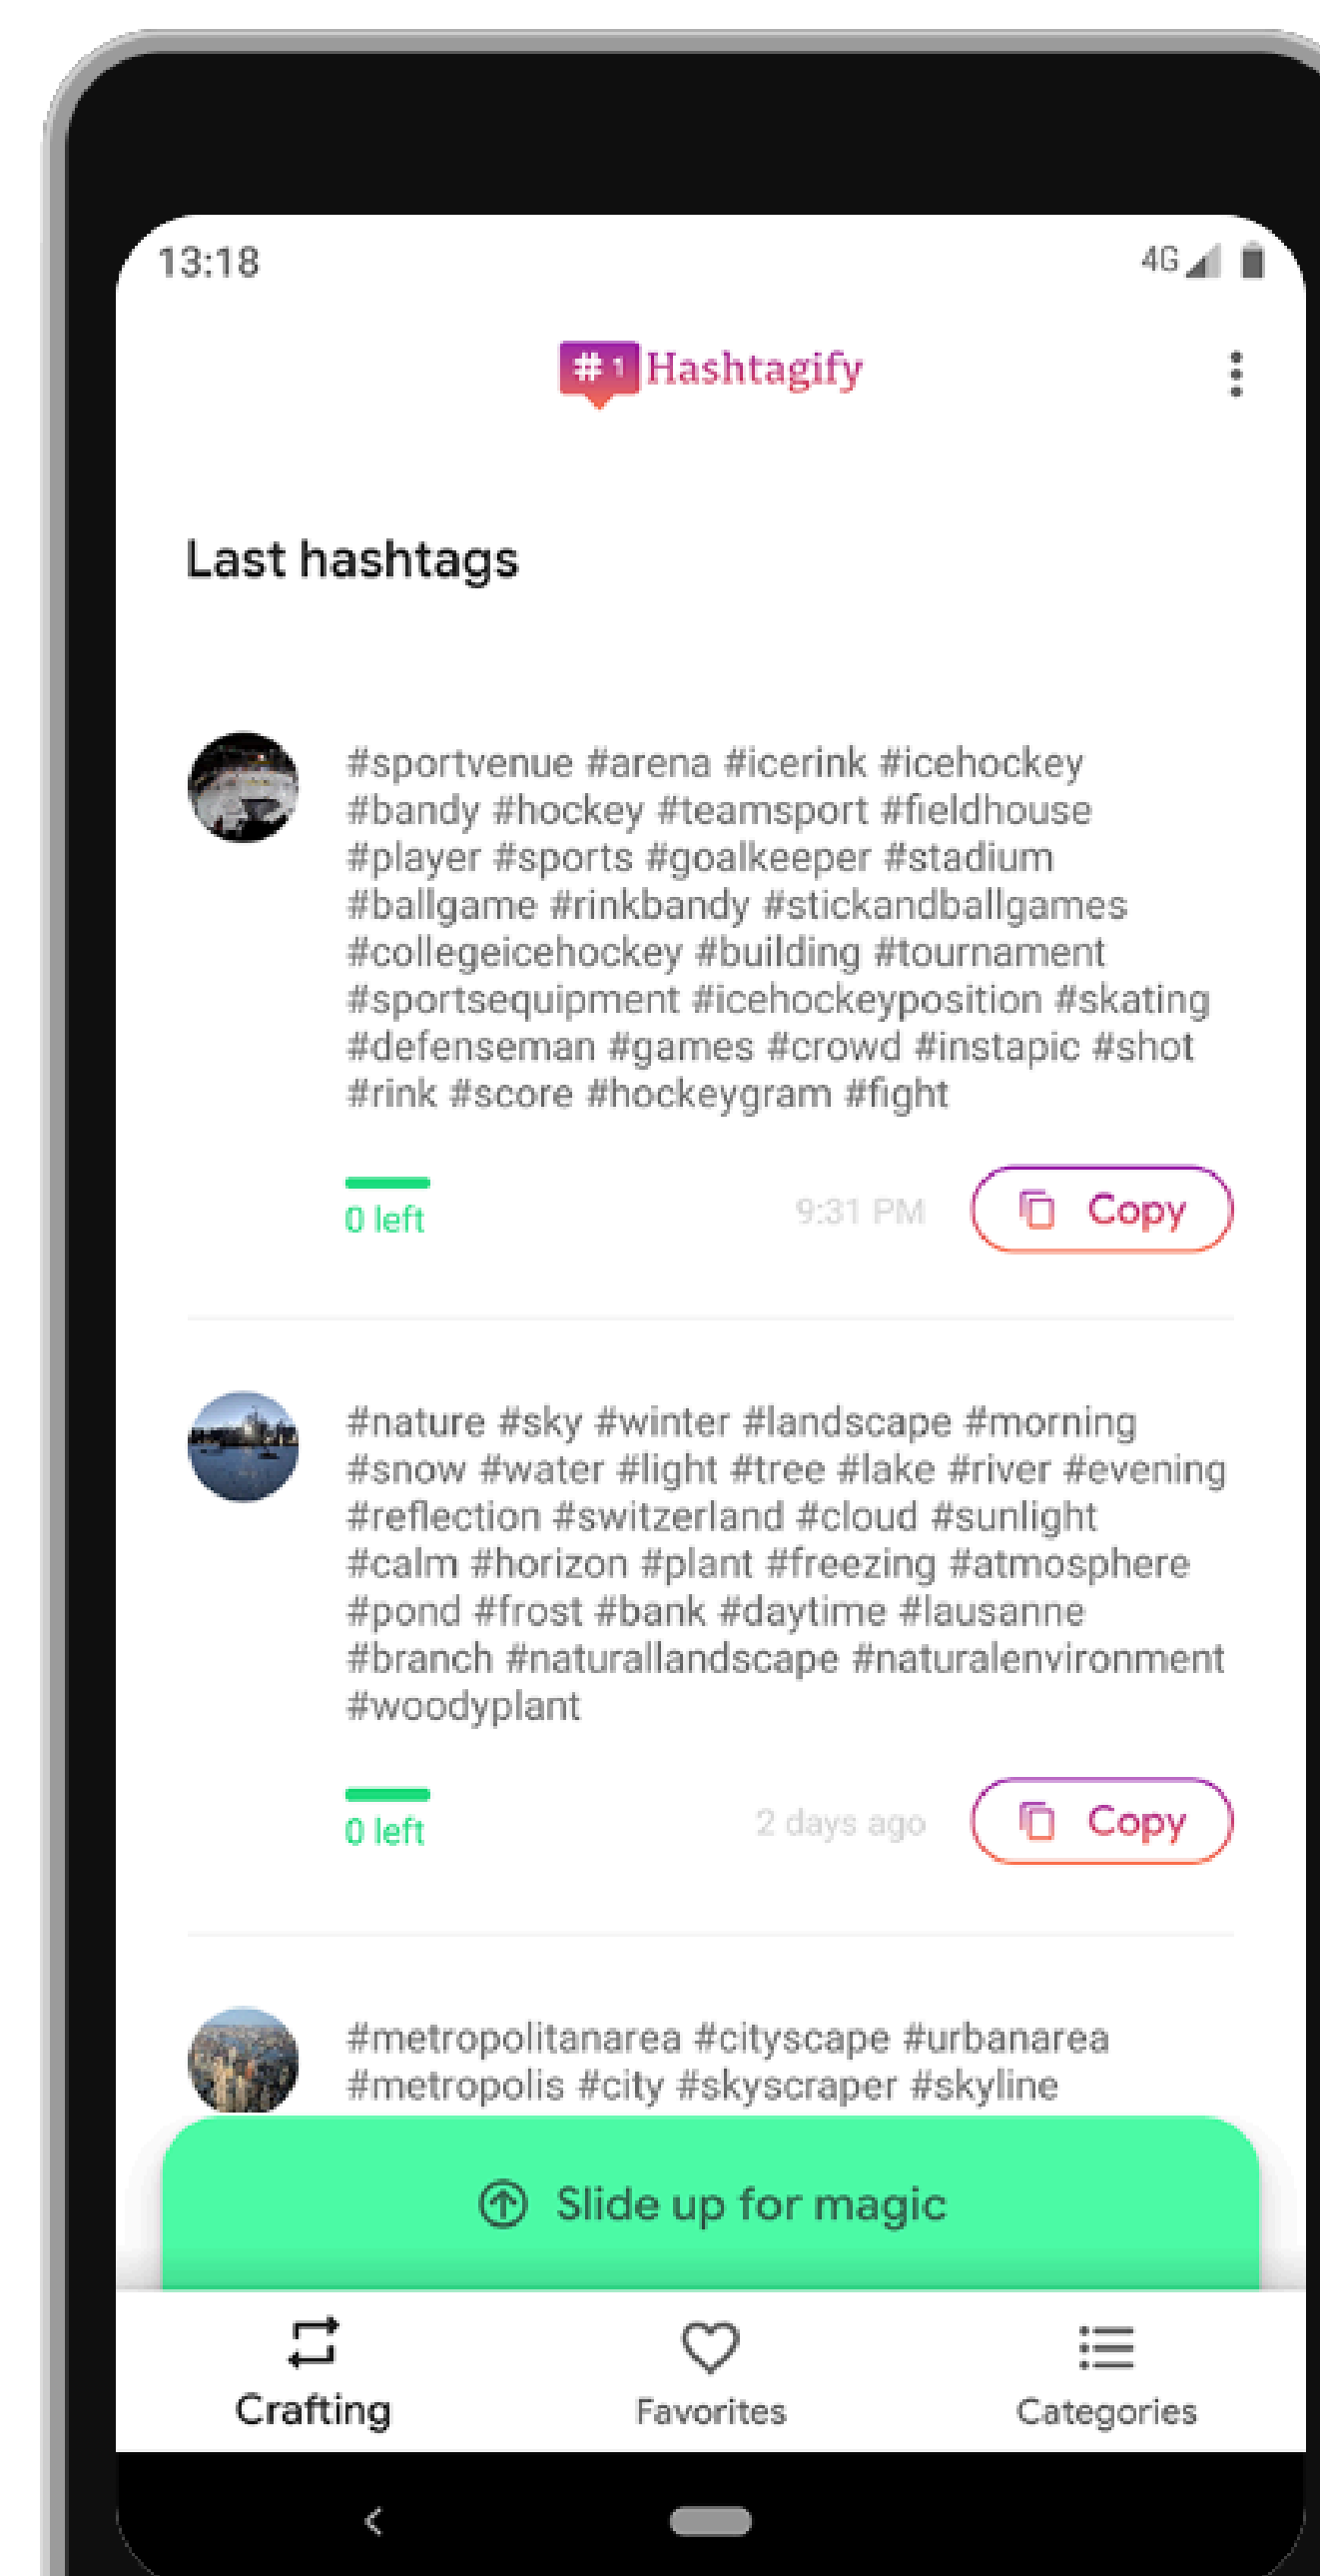 13:18
4G
# 1 Hashtagify
Last hashtags
#sportvenue #arena #icerink #icehockey
#bandy #hockey #teamsport #fieldhouse
#player #sports #goalkeeper #stadium
#ballgame #rinkbandy #stickandballgames
#collegeicehockey #building #tournament
#sportsequipment #icehockeyposition #skating
#defenseman #games #crowd #instapic #shot
#rink #score #hockeygram #fight
0 left
9:31 PM
Copy
#nature #sky #winter #landscape #morning
#snow #water #light #tree #lake #river #evening
#reflection #switzerland #cloud #sunlight
#calm #horizon #plant #freezing #atmosphere
#pond #frost #bank #daytime #lausanne
#branch #naturallandscape #naturalenvironment
#woodyplant
0 left
2 days ago
Copy
#metropolitanarea #cityscape #urbanarea
#metropolis #city #skyscraper #skyline
Slide up for magic
Crafting
Favorites
Categories